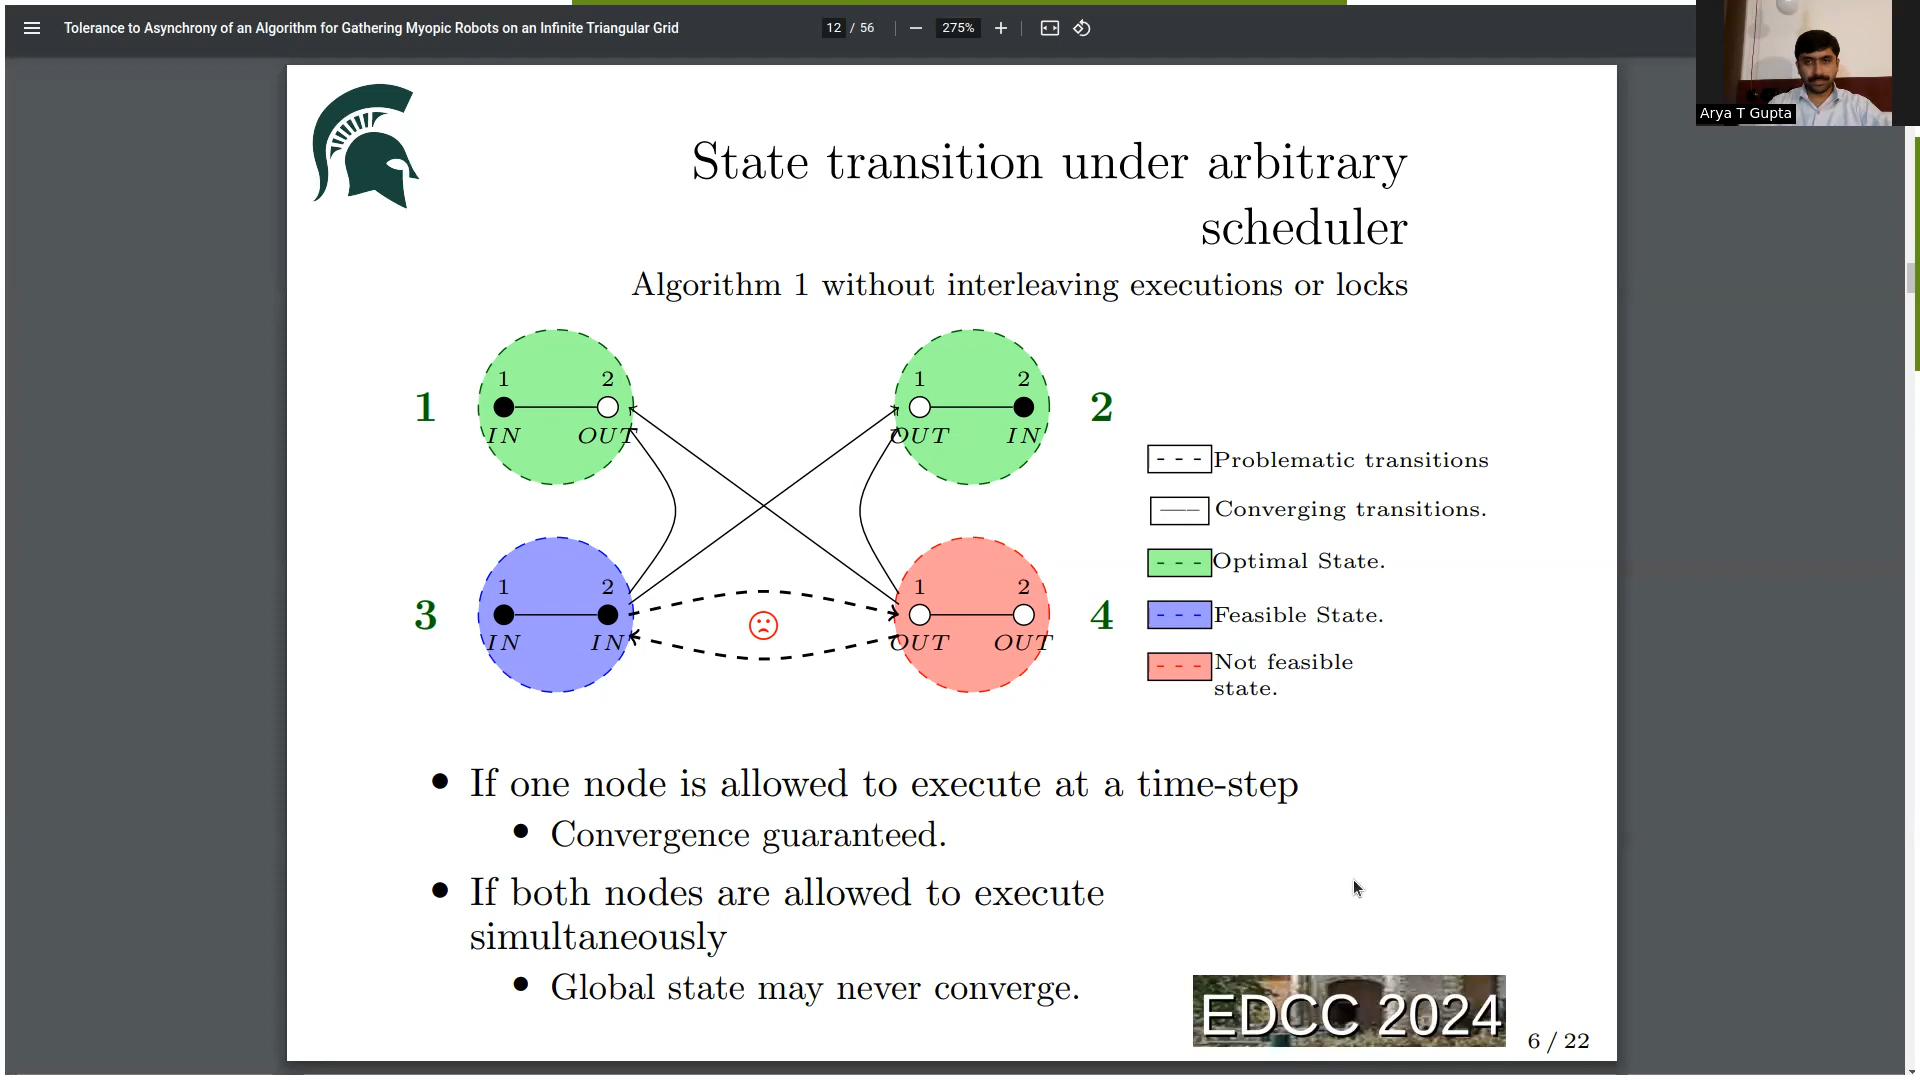 Tolerance to Asynchrony of an Algorithm for Gathering Myopic Robots on an Infinite Triangular Grid
12 / 56
275%
Arya T Gupta
State transition under arbitrary
scheduler
Algorithm 1 without interleaving executions or locks
1
1 2
IN OUT
1 2
OUT IN
2
3
1 2
IN IN
1 2
OUT OUT
4
Problematic transitions
Converging transitions.
Optimal State.
Feasible State.
Not feasible
state.
• If one node is allowed to execute at a time-step
• Convergence guaranteed.
• If both nodes are allowed to execute
simultaneously
• Global state may never converge.
EDCC 2024
6 / 22